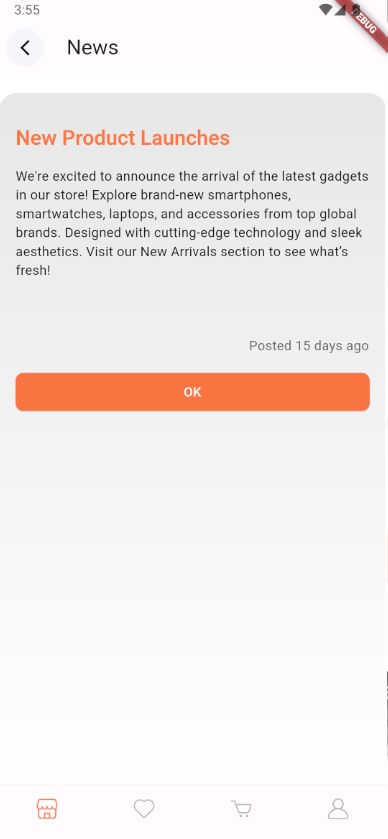 3:55
DEBUG
News
New Product Launches
We're excited to announce the arrival of the latest gadgets
in our store! Explore brand-new smartphones,
smartwatches, laptops, and accessories from top global
brands. Designed with cutting-edge technology and sleek
aesthetics. Visit our New Arrivals section to see what’s
fresh!
Posted 15 days ago
OK